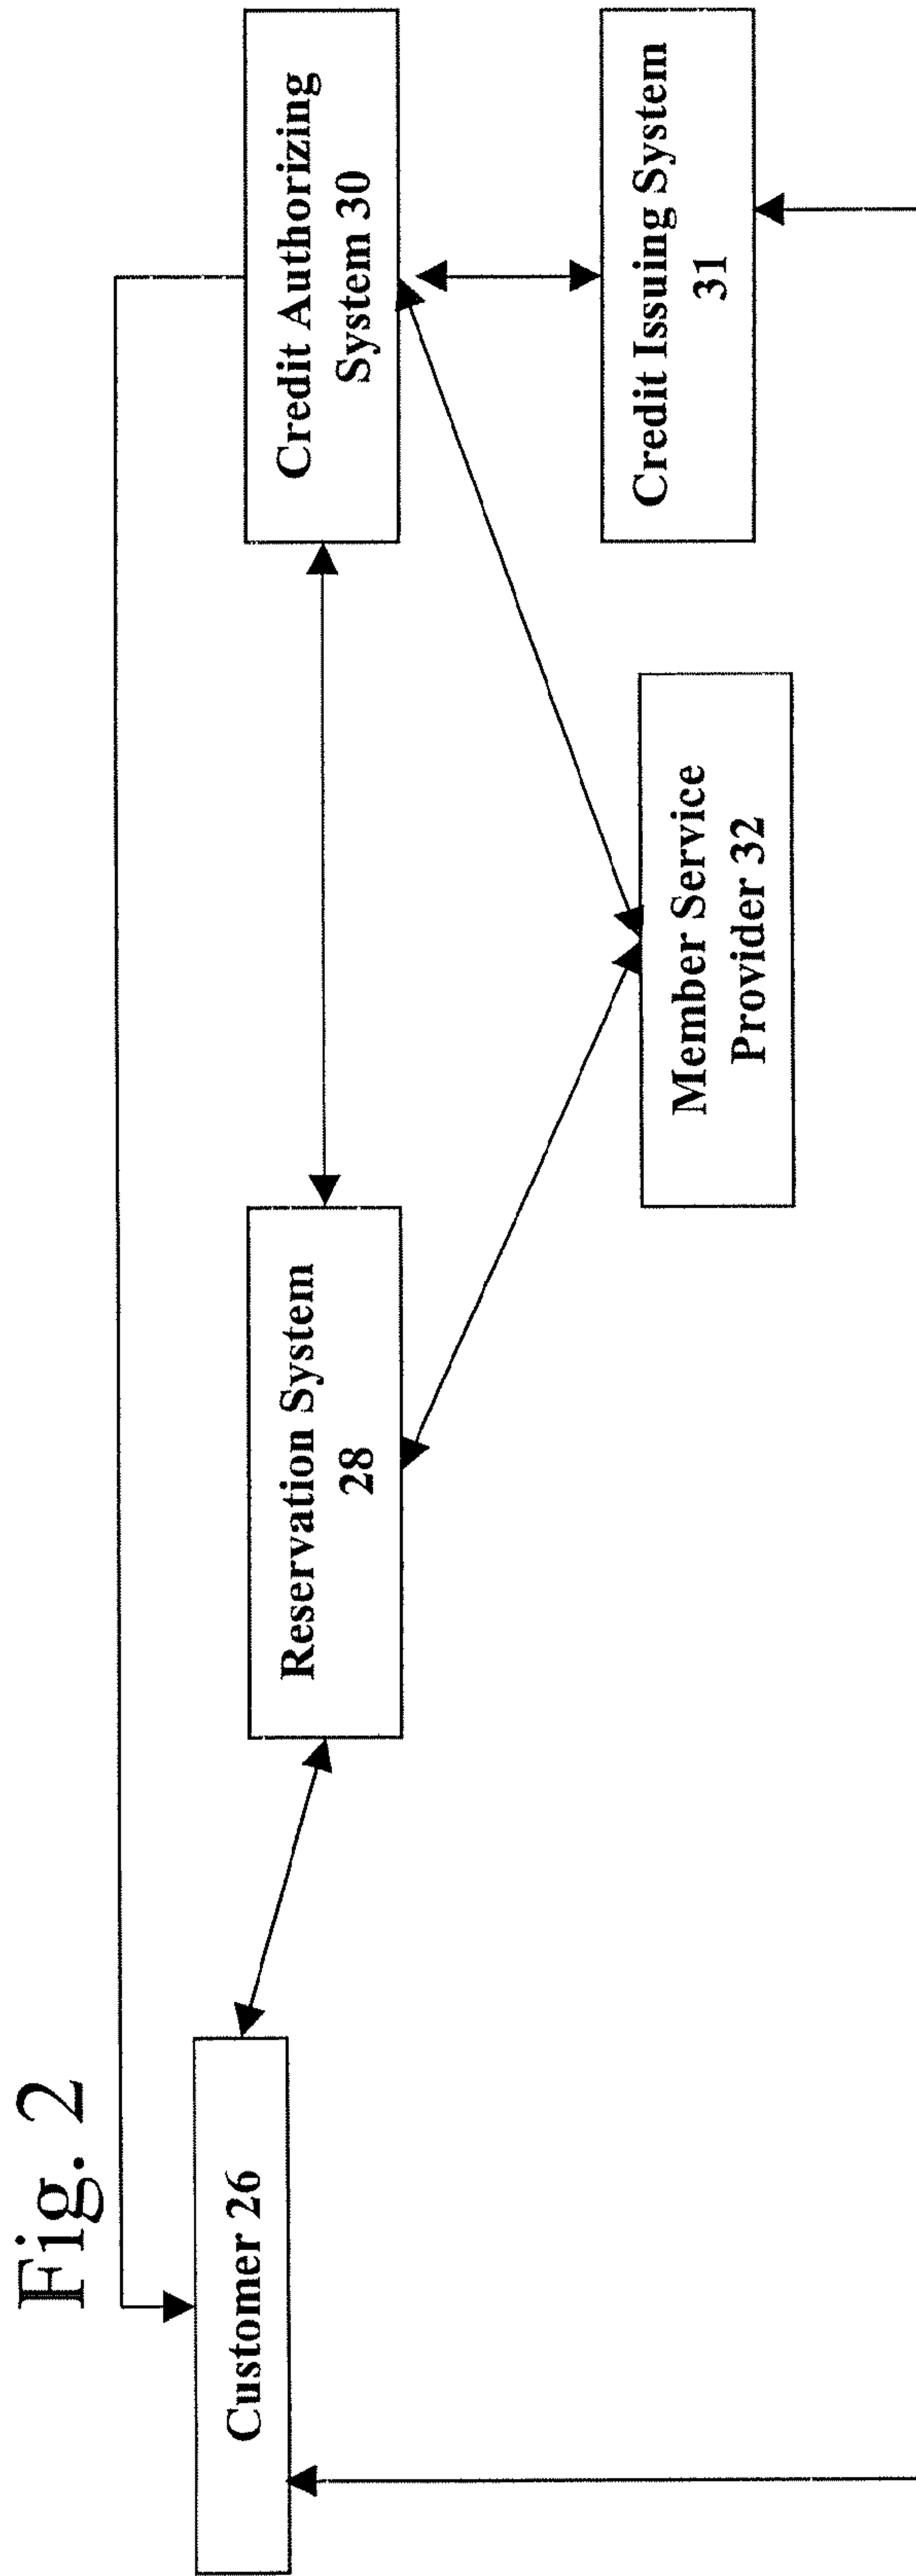 Fig. 2
Customer 26
Reservation System
28
Credit Authorizing
System 30
Member Service
Provider 32
Credit Issuing System
31